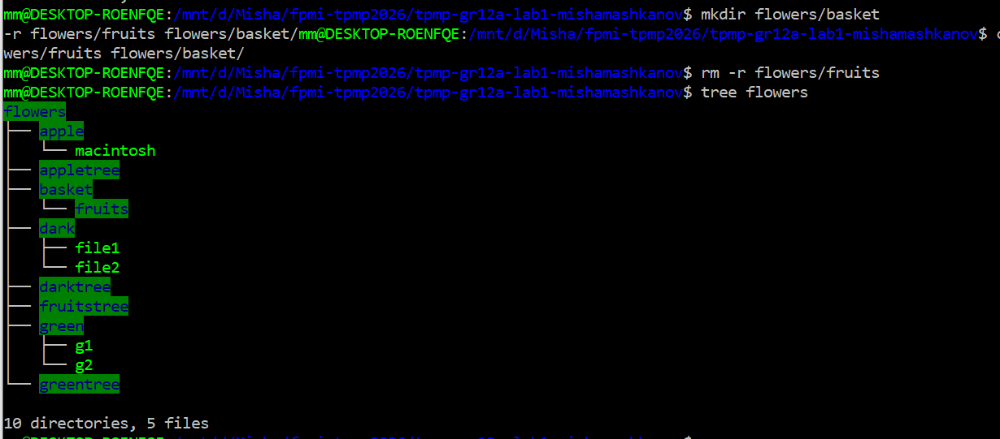 mm@DESKTOP-ROENFQE:/mnt/d/Misha/fpmi-tpmp2026/tpmp-gr12a-lab1-mishamashkanov$ mkdir flowers/basket
-r flowers/fruits flowers/basket/mm@DESKTOP-ROENFQE:/mnt/d/Misha/fpmi-tpmp2026/tpmp-gr12a-lab1-mishamashkanov$
wers/fruits flowers/basket/
mm@DESKTOP-ROENFQE:/mnt/d/Misha/fpmi-tpmp2026/tpmp-gr12a-lab1-mishamashkanov$ rm -r flowers/fruits
mm@DESKTOP-ROENFQE:/mnt/d/Misha/fpmi-tpmp2026/tpmp-gr12a-lab1-mishamashkanov$ tree flowers
flowers
├── apple
│   └── macintosh
├── appletree
├── basket
│   └── fruits
├── dark
│   ├── file1
│   └── file2
├── darktree
├── fruitstree
├── green
│   ├── g1
│   └── g2
└── greentree
10 directories, 5 files